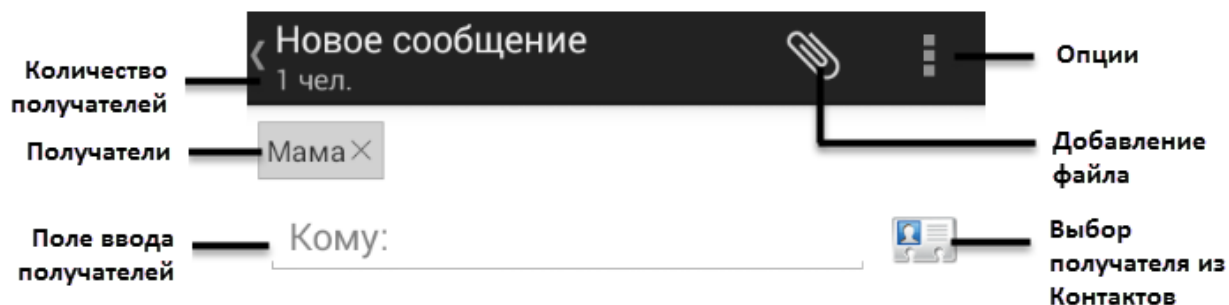 Новое сообщение
1 чел.
Опции
Количество
получателей
Получатели
Мама
Добавление
файла
Кому:
Поле ввода
получателей
Выбор
получателя из
Контактов